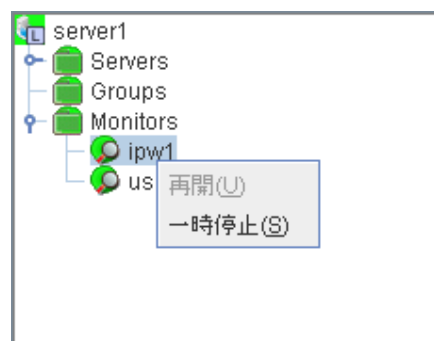 server1
Servers
Groups
Monitors
ipw1
us
再開(U)
一時停止(S)